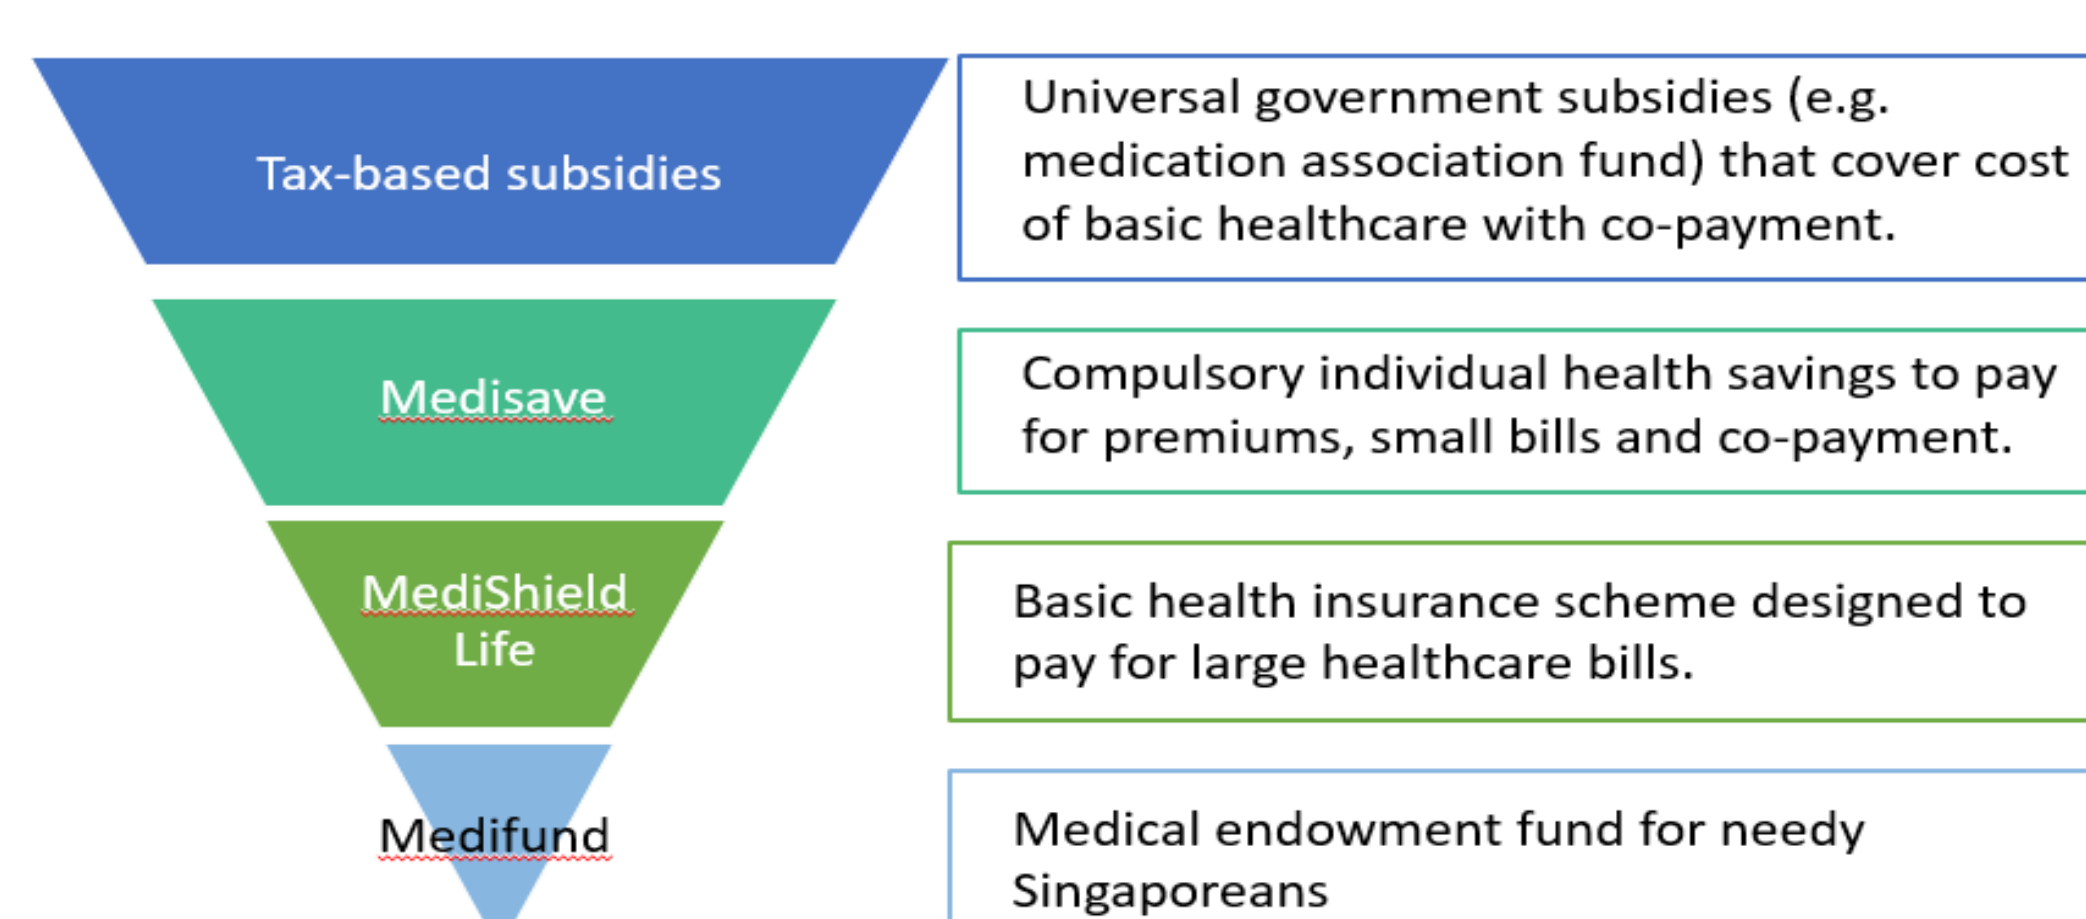 Tax-based subsidies
Universal government subsidies (e.g.
medication association fund) that cover cost
of basic healthcare with co-payment.
Medisave
Compulsory individual health savings to pay
for premiums, small bills and co-payment.
MediShield
Life
Basic health insurance scheme designed to
pay for large healthcare bills.
Medifund
Medical endowment fund for needy
Singaporeans